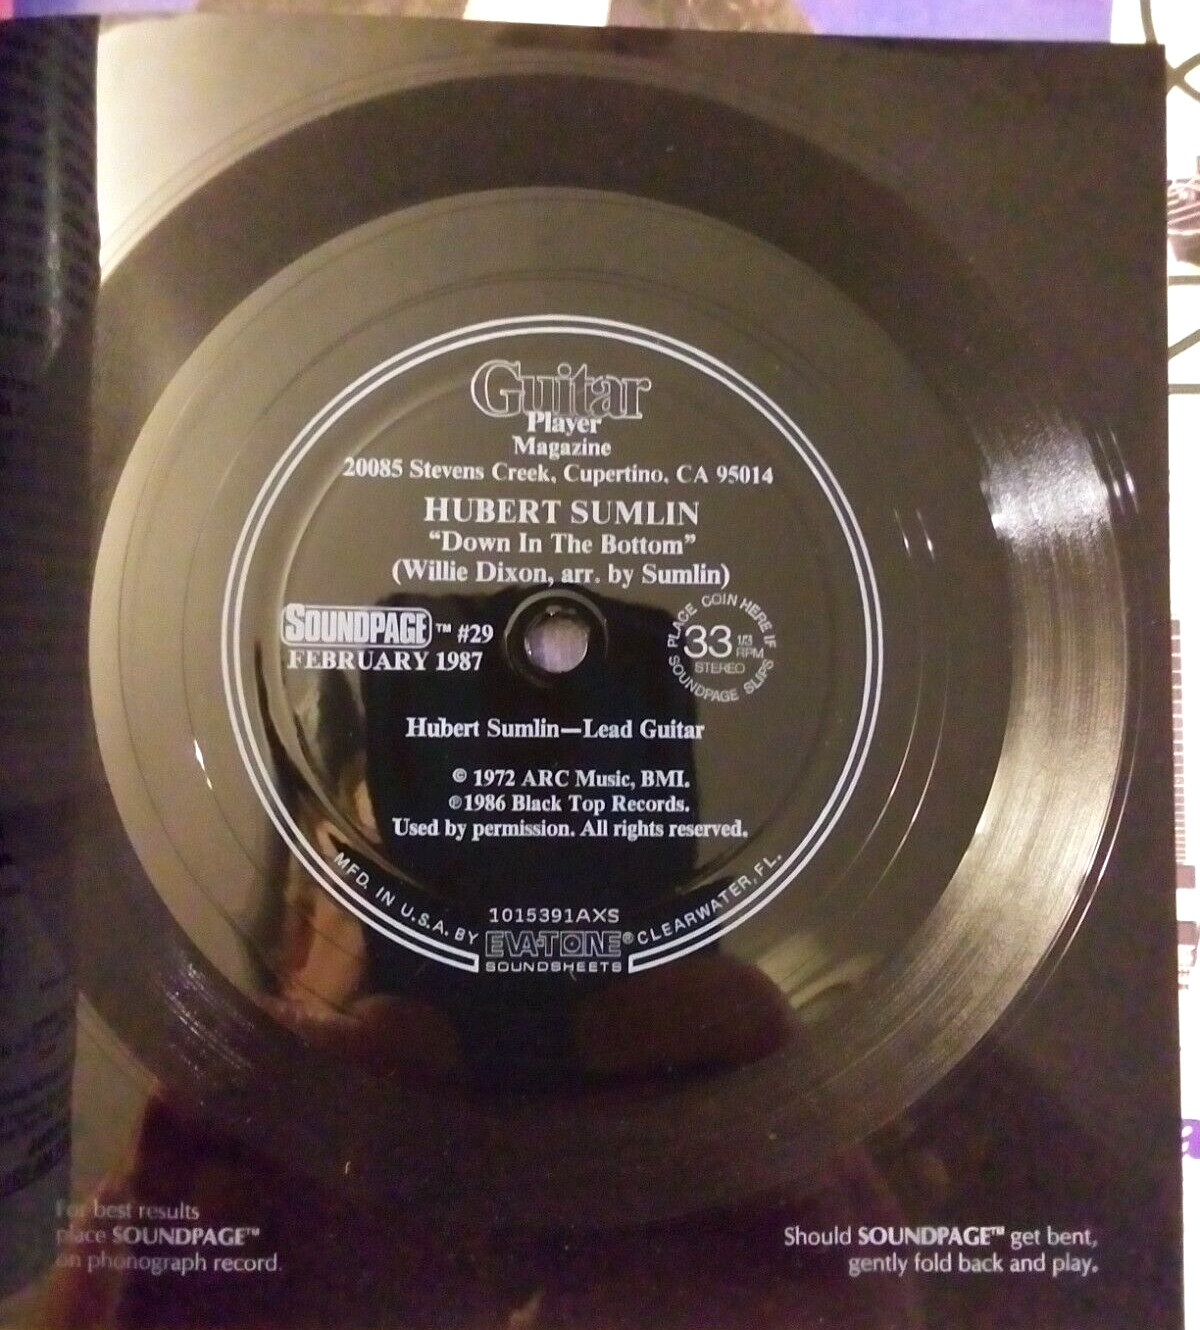 Guitar
Player
Magazine
20085 Stevens Creek, Cupertino, CA 95014
HUBERT SUMLIN
“Down In The Bottom”
(Willie Dixon, arr. by Sumlin)
SOUNDPAGE™ #29
FEBRUARY 1987
PLACE COIN HERE IF SOUNDPAGE SLIPS
33 1/3 RPM
STEREO
Hubert Sumlin—Lead Guitar
© 1972 ARC Music, BMI.
℗1986 Black Top Records.
Used by permission. All rights reserved.
MFD. IN U.S.A. BY
1015391AXS
EVA-TONE®
SOUNDSHEETS
CLEARWATER, FL.
For best results
place SOUNDPAGE™
on phonograph record.
Should SOUNDPAGE™ get bent,
gently fold back and play.